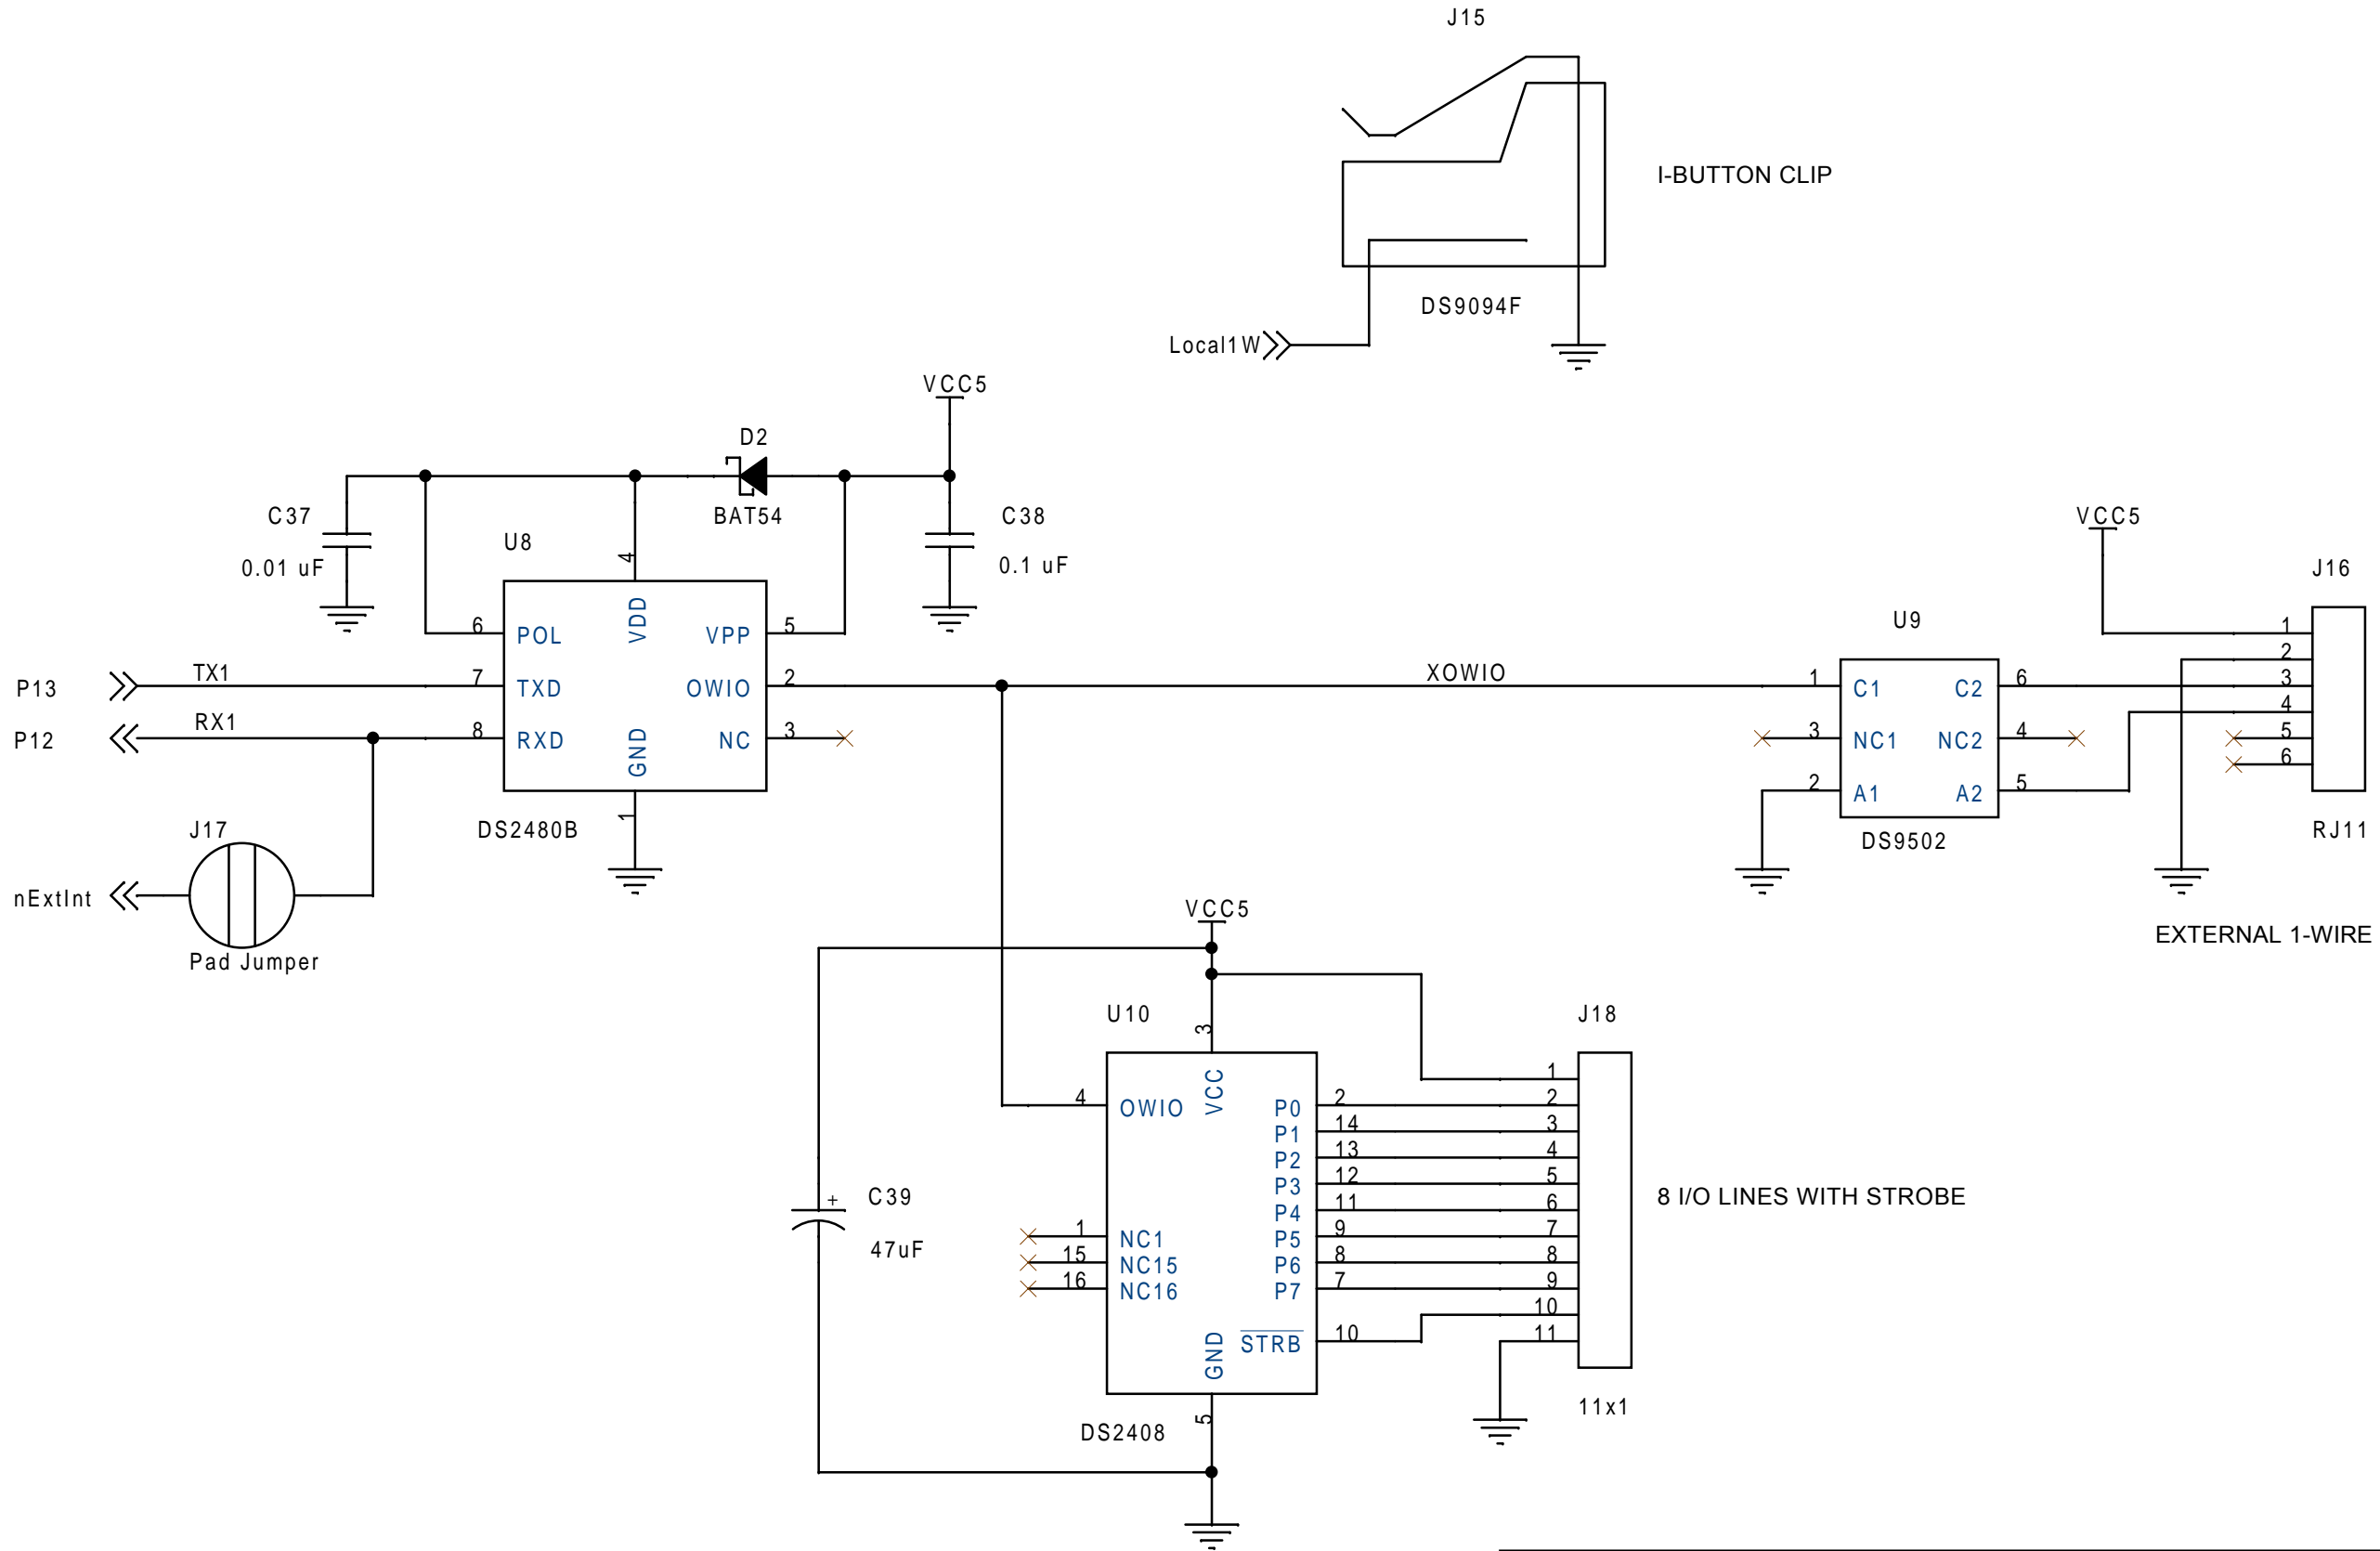 J15
I-BUTTON CLIP
DS9094F
Local1W
VCC5
D2
BAT54
C37
0.01 uF
C38
0.1 uF
U8
4
6 POL VDD VPP 5
P13 TX1 7 TXD OWIO 2 XOWIO
P12 RX1 8 RXD GND NC 3
1
DS2480B
J17
nExtInt
Pad Jumper
VCC5
J16
U9
1 C1 C2 6
3 NC1 NC2 4
2 A1 A2 5
DS9502
1
2
3
4
5
6
RJ11
EXTERNAL 1-WIRE
VCC5
U10
J18
3
VCC
1
4 OWIO P0 2 2
P1 14 3
P2 13 4
P3 12 5
P4 11 6
1 NC1 P5 9 7
15 NC15 P6 8 8
16 NC16 P7 7 9
10
GND STRB 10 11
5
DS2408
11x1
+ C39
47uF
8 I/O LINES WITH STROBE